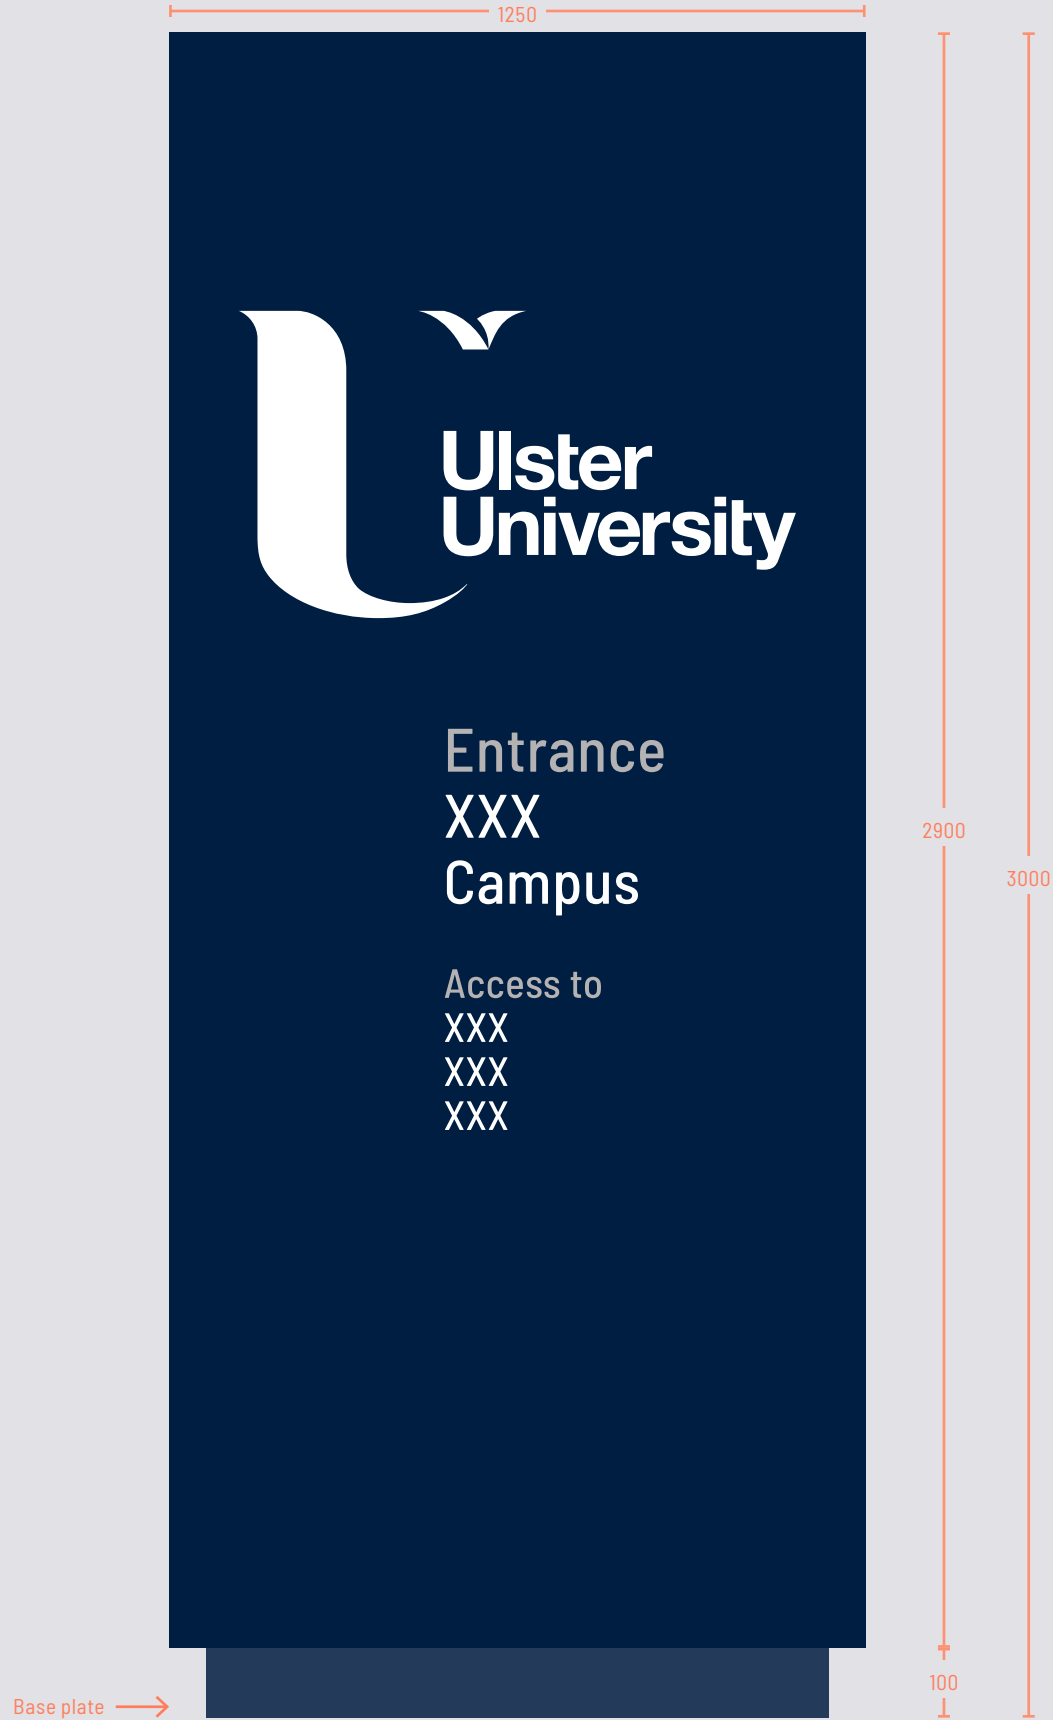 1250
Ulster
University
Entrance
XXX
Campus
2900
3000
Access to
XXX
XXX
XXX
100
Base plate